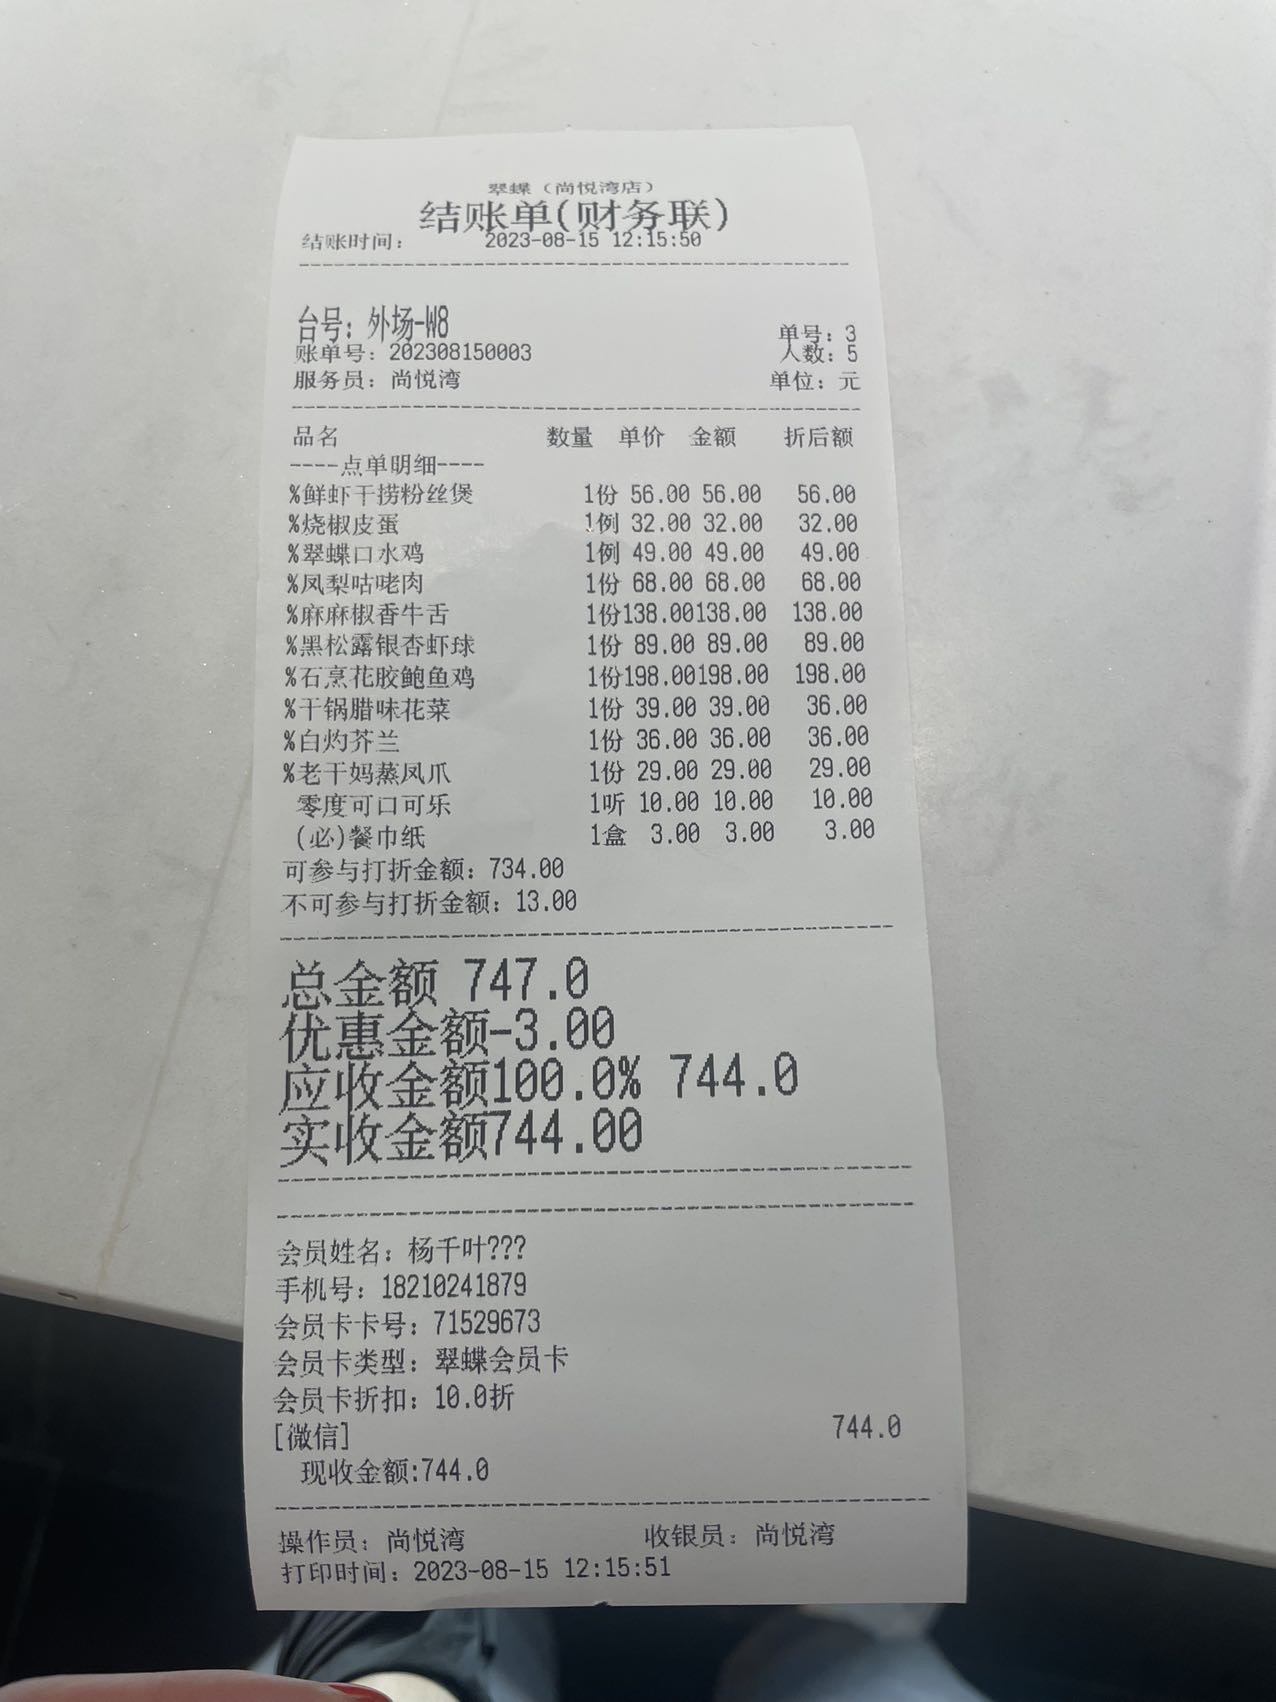 翠蝶（尚悦湾店）
结账单(财务联)
结账时间： 2023-08-15 12:15:50
台号：外场-W8
单号：3
账单号：202308150003
人数：5
服务员：尚悦湾
单位：元
品名 数量 单价 金额 折后额
----点单明细----
%鲜虾干捞粉丝煲 1份 56.00 56.00 56.00
%烧椒皮蛋 1例 32.00 32.00 32.00
%翠蝶口水鸡 1例 49.00 49.00 49.00
%凤梨咕咾肉 1份 68.00 68.00 68.00
%麻麻椒香牛舌 1份138.00138.00 138.00
%黑松露银杏虾球 1份 89.00 89.00 89.00
%石烹花胶鲍鱼鸡 1份198.00198.00 198.00
%干锅腊味花菜 1份 39.00 39.00 36.00
%白灼芥兰 1份 36.00 36.00 36.00
%老干妈蒸凤爪 1份 29.00 29.00 29.00
零度可口可乐 1听 10.00 10.00 10.00
(必)餐巾纸 1盒 3.00 3.00 3.00
可参与打折金额：734.00
不可参与打折金额：13.00
总金额 747.0
优惠金额-3.00
应收金额100.0% 744.0
实收金额744.00
会员姓名：杨千叶???
手机号：18210241879
会员卡卡号：71529673
会员卡类型：翠蝶会员卡
会员卡折扣：10.0折
[微信] 744.0
现收金额:744.0
操作员：尚悦湾 收银员：尚悦湾
打印时间：2023-08-15 12:15:51